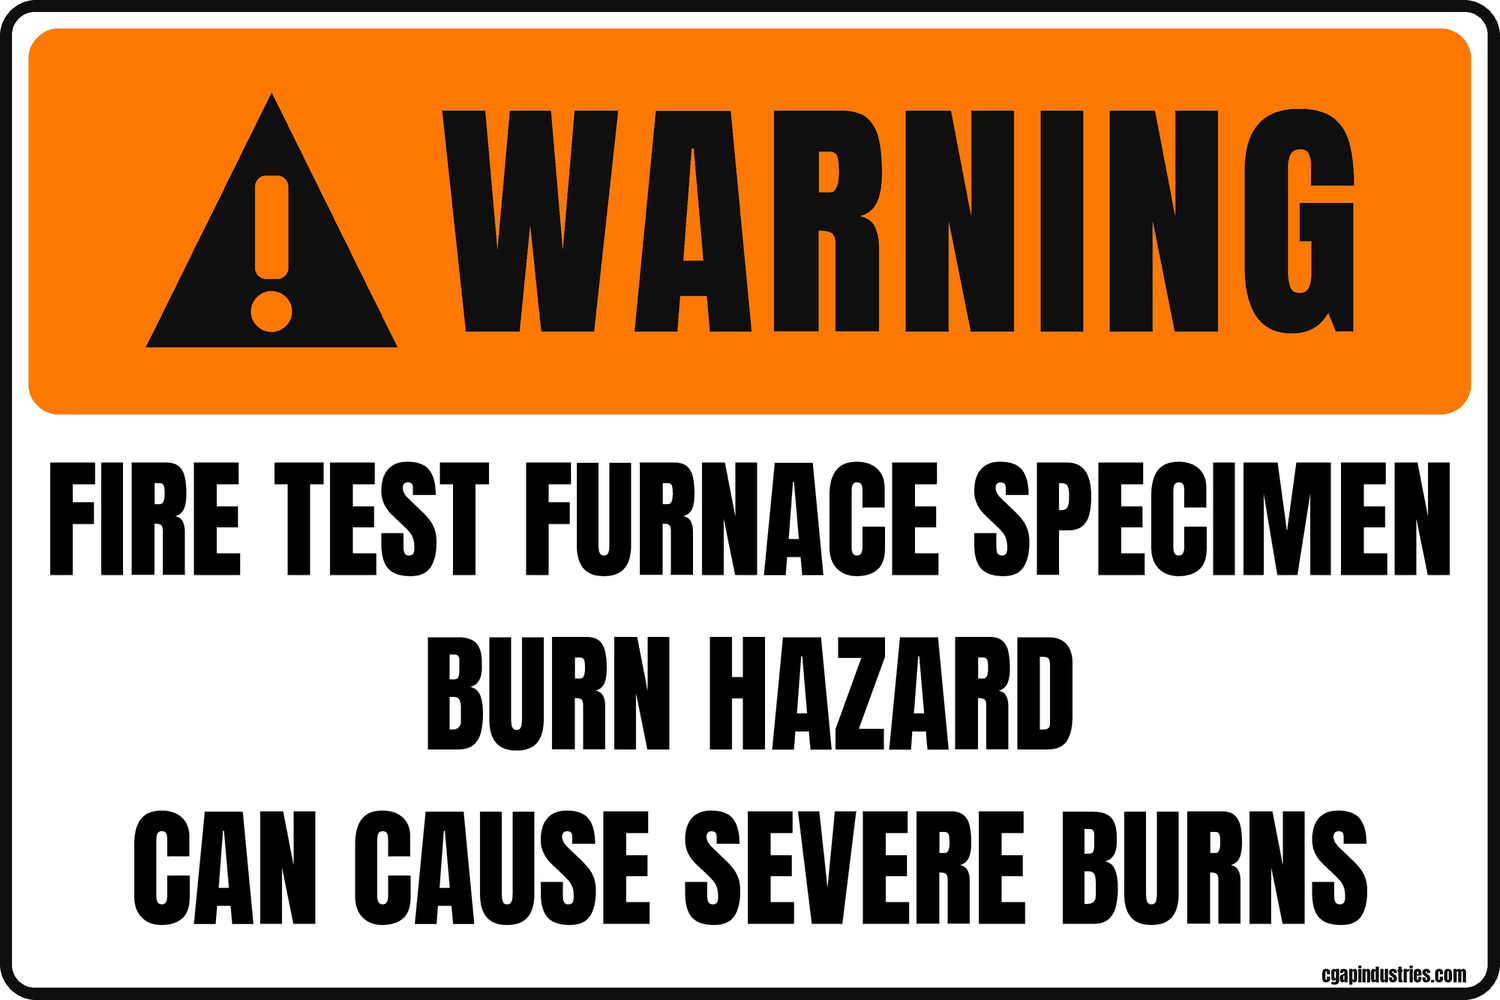 WARNING
FIRE TEST FURNACE SPECIMEN
BURN HAZARD
CAN CAUSE SEVERE BURNS
cgapindustries.com